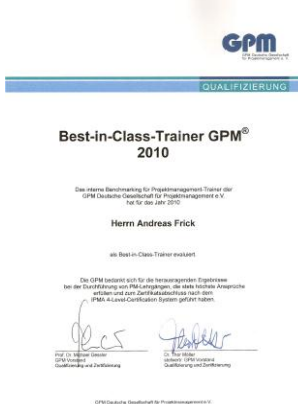 GPM
GPM Deutsche Gesellschaft
für Projektmanagement e. V.
QUALIFIZIERUNG
Best-in-Class-Trainer GPM®
2010
Das interne Benchmarking für Projektmanagement-Trainer der
GPM Deutsche Gesellschaft für Projektmanagement e.V.
hat für das Jahr 2010
Herrn Andreas Frick
als Best-in-Class-Trainer evaluiert.
Die GPM bedankt sich für die herausragenden Ergebnisse
bei der Durchführung von PM-Lehrgängen, die stets höchste Ansprüche
erfüllen und zum Zertifikatsabschluss nach dem
IPMA 4-Level-Certification System geführt haben.
Prof. Dr. Michael Gessler
GPM Vorstand
Qualifizierung und Zertifizierung
Dr. Thor Möller
stellvertr. GPM Vorstand
Qualifizierung und Zertifizierung
GPM Deutsche Gesellschaft für Projektmanagement e.V.